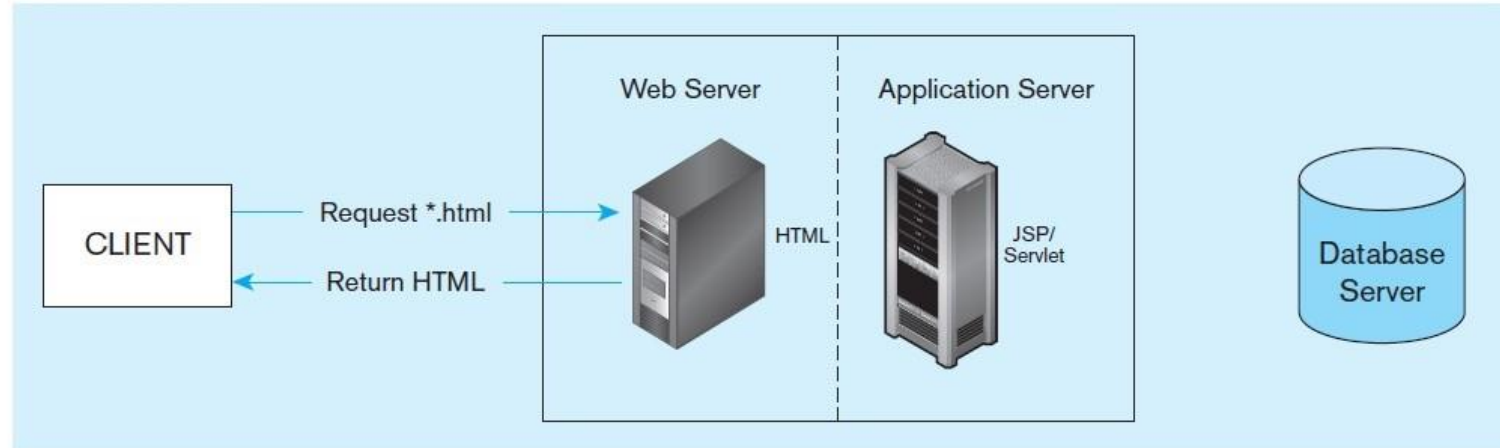 Web Server
Application Server
CLIENT
Request *.html
Return HTML
HTML
JSP/
Servlet
Database
Server